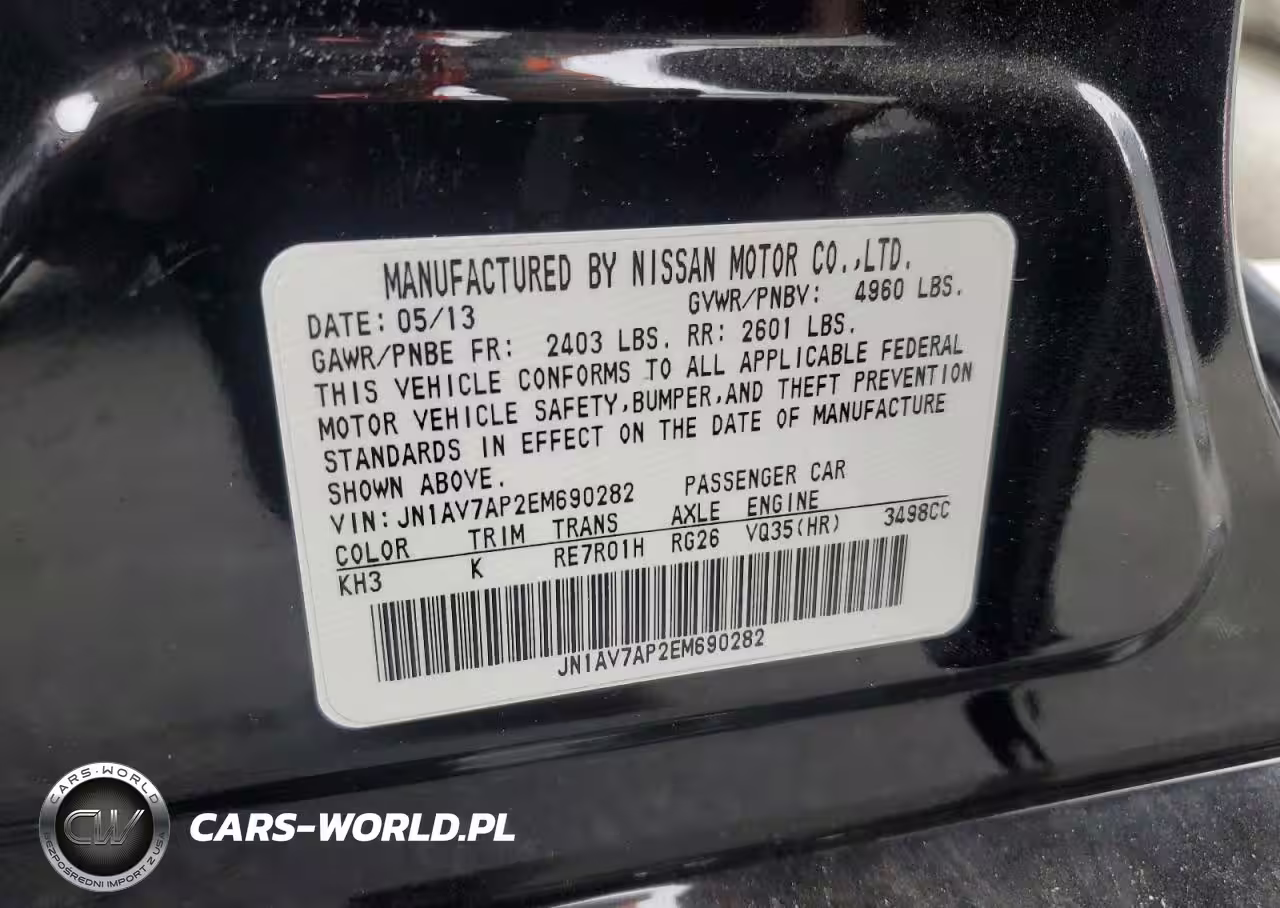 MANUFACTURED BY NISSAN MOTOR CO.,LTD.
DATE: 05/13 GVWR/PNBV: 4960 LBS.
GAWR/PNBE FR: 2403 LBS. RR: 2601 LBS.
THIS VEHICLE CONFORMS TO ALL APPLICABLE FEDERAL
MOTOR VEHICLE SAFETY,BUMPER,AND THEFT PREVENTION
STANDARDS IN EFFECT ON THE DATE OF MANUFACTURE
SHOWN ABOVE.
VIN: JN1AV7AP2EM690282 PASSENGER CAR
COLOR TRIM TRANS AXLE ENGINE
KH3 K RE7R01H RG26 VQ35(HR) 3498CC
JN1AV7AP2EM690282
CARS-WORLD
CW
BEZPOŚREDNI IMPORT Z USA
CARS-WORLD.PL